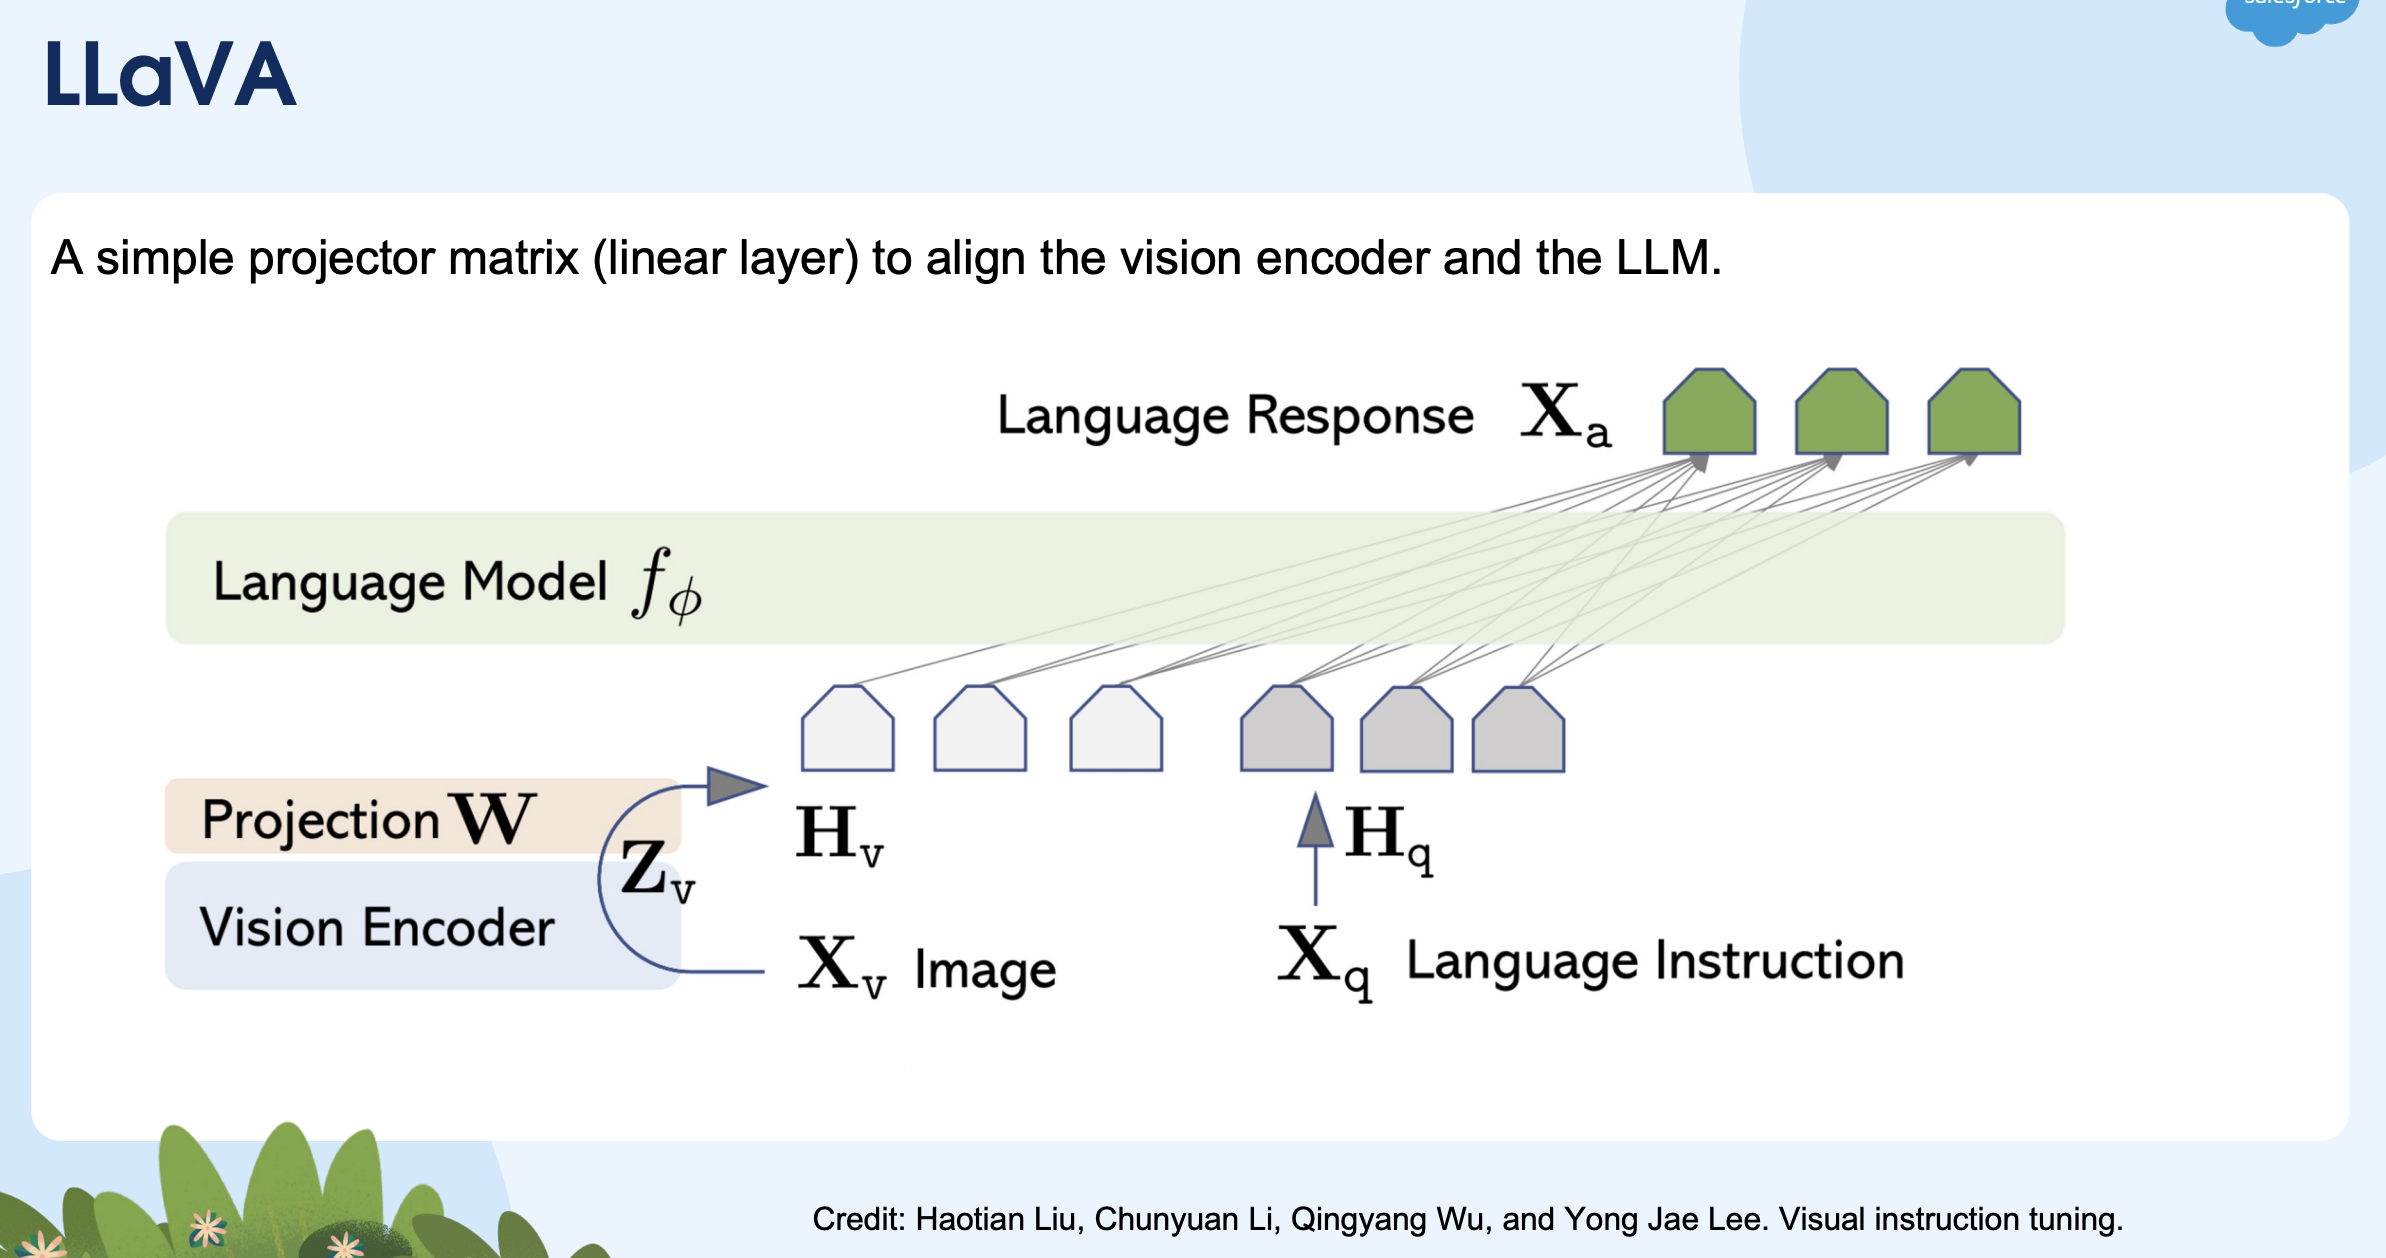 salesforce
LLaVA
A simple projector matrix (linear layer) to align the vision encoder and the LLM.
Language Response Xa
Language Model fϕ
Projection W
Zv
Vision Encoder
Hv
Hq
Xv Image
Xq Language Instruction
Credit: Haotian Liu, Chunyuan Li, Qingyang Wu, and Yong Jae Lee. Visual instruction tuning.